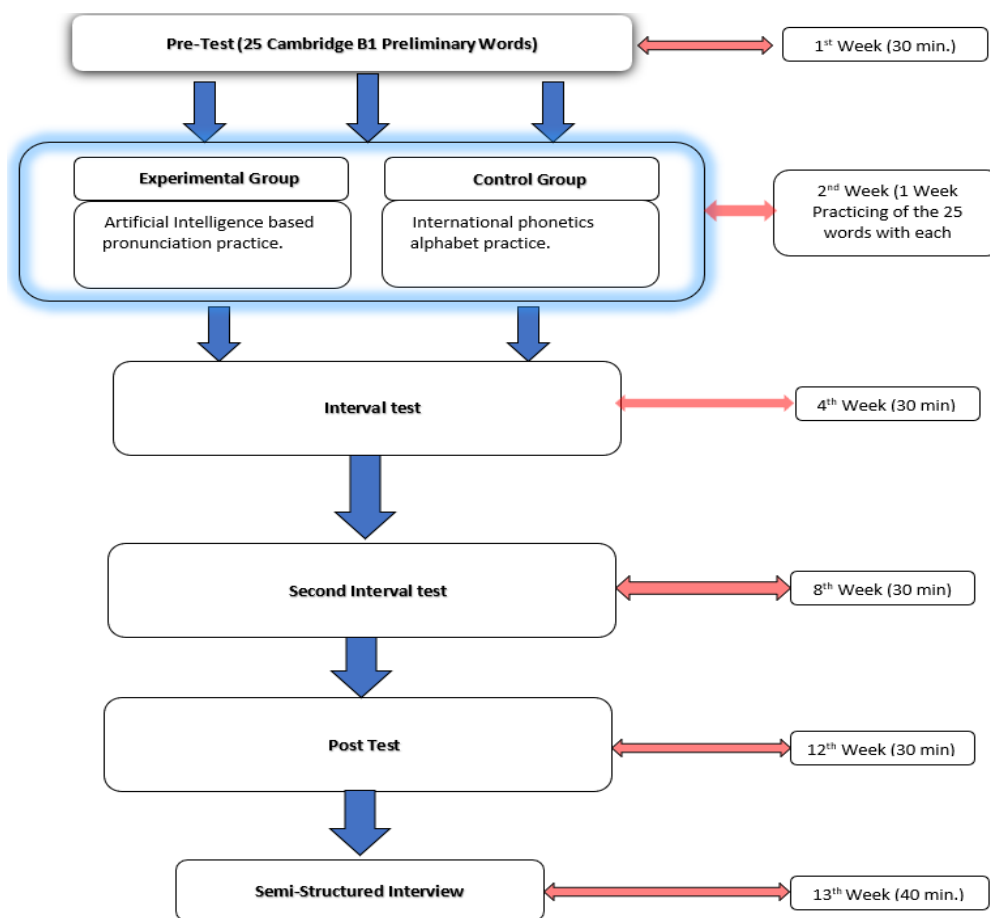 Pre-Test (25 Cambridge B1 Preliminary Words)
1st Week (30 min.)
Experimental Group
Artificial Intelligence based
pronunciation practice.
Control Group
International phonetics
alphabet practice.
2nd Week (1 Week
Practicing of the 25
words with each
Interval test
4th Week (30 min)
Second Interval test
8th Week (30 min)
Post Test
12th Week (30 min)
Semi-Structured Interview
13th Week (40 min.)